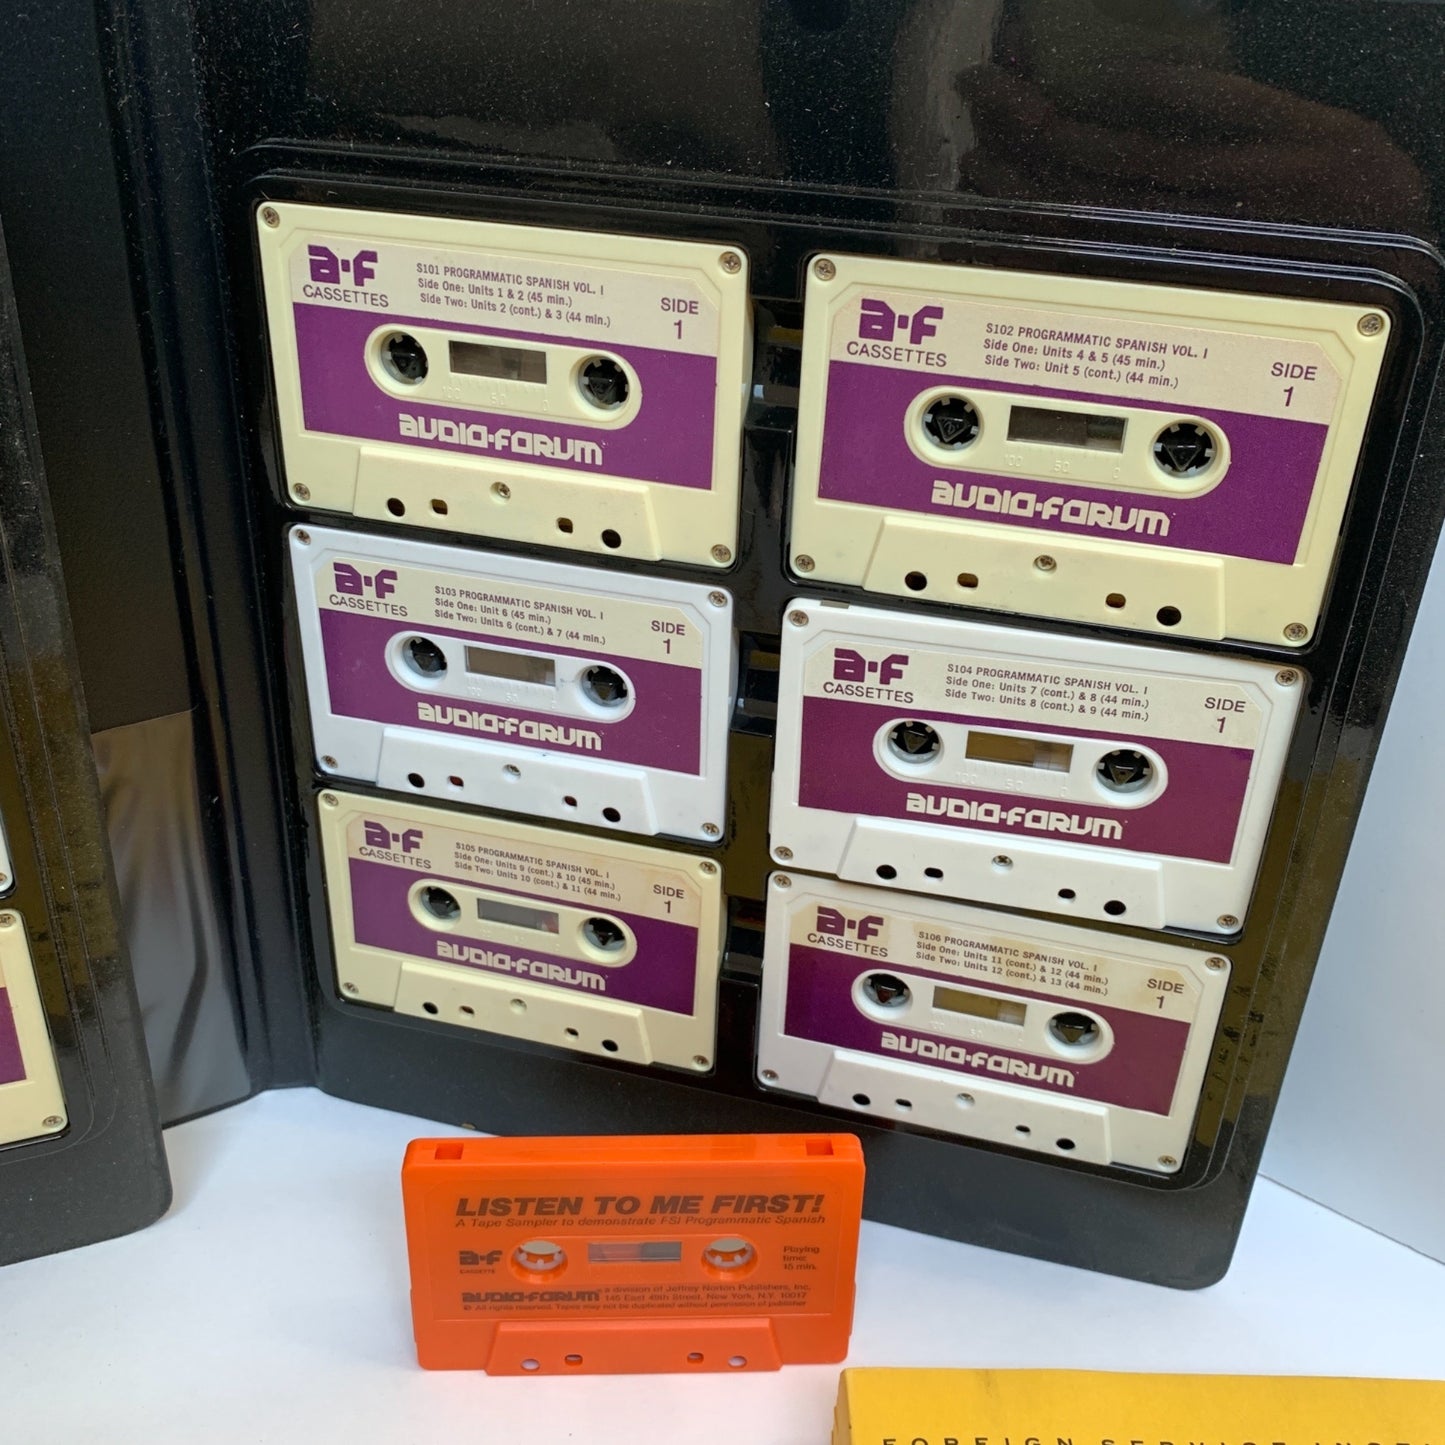 a·f
CASSETTES
S101 PROGRAMMATIC SPANISH VOL. I
Side One: Units 1 & 2 (45 min.)
Side Two: Units 2 (cont.) & 3 (44 min.)
SIDE
1
100 50 0
AUDIO·FORUM
a·f
CASSETTES
S102 PROGRAMMATIC SPANISH VOL. I
Side One: Units 4 & 5 (45 min.)
Side Two: Unit 5 (cont.) (44 min.)
SIDE
1
100 50 0
AUDIO·FORUM
a·f
CASSETTES
S103 PROGRAMMATIC SPANISH VOL. I
Side One: Unit 6 (45 min.)
Side Two: Units 6 (cont.) & 7 (44 min.)
SIDE
1
100 50 0
AUDIO·FORUM
a·f
CASSETTES
S104 PROGRAMMATIC SPANISH VOL. I
Side One: Units 7 (cont.) & 8 (44 min.)
Side Two: Units 8 (cont.) & 9 (44 min.)
SIDE
1
100 50 0
AUDIO·FORUM
a·f
CASSETTES
S105 PROGRAMMATIC SPANISH VOL. I
Side One: Units 9 (cont.) & 10 (45 min.)
Side Two: Units 10 (cont.) & 11 (44 min.)
SIDE
1
AUDIO·FORUM
a·f
CASSETTES
S106 PROGRAMMATIC SPANISH VOL. I
Side One: Units 11 (cont.) & 12 (44 min.)
Side Two: Units 12 (cont.) & 13 (44 min.)
SIDE
1
100 50 0
AUDIO·FORUM
LISTEN TO ME FIRST!
A Tape Sampler to demonstrate FSI Programmatic Spanish
a·f
CASSETTE
Playing
time:
15 min.
AUDIO·FORUM® a division of Jeffrey Norton Publishers, Inc.
145 East 49th Street, New York, N.Y. 10017
℗ All rights reserved. Tapes may not be duplicated without permission of publisher
FOREIGN SERVICE